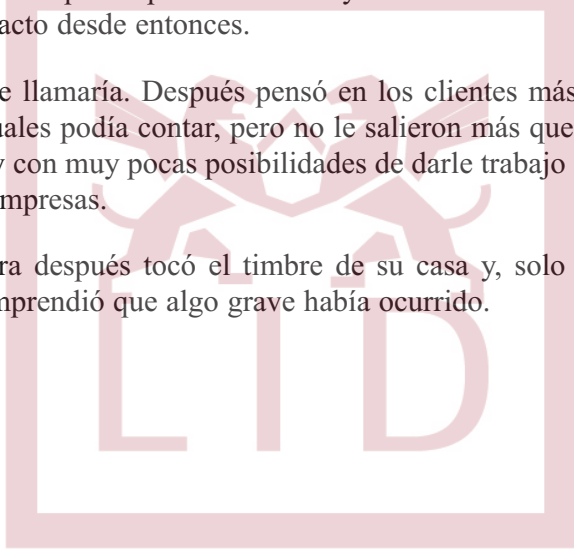 acto desde entonces.
e llamaría. Después pensó en los clientes más
uales podía contar, pero no le salieron más que
y con muy pocas posibilidades de darle trabajo
mpresas.
ra después tocó el timbre de su casa y, solo
mprendió que algo grave había ocurrido.
LTD